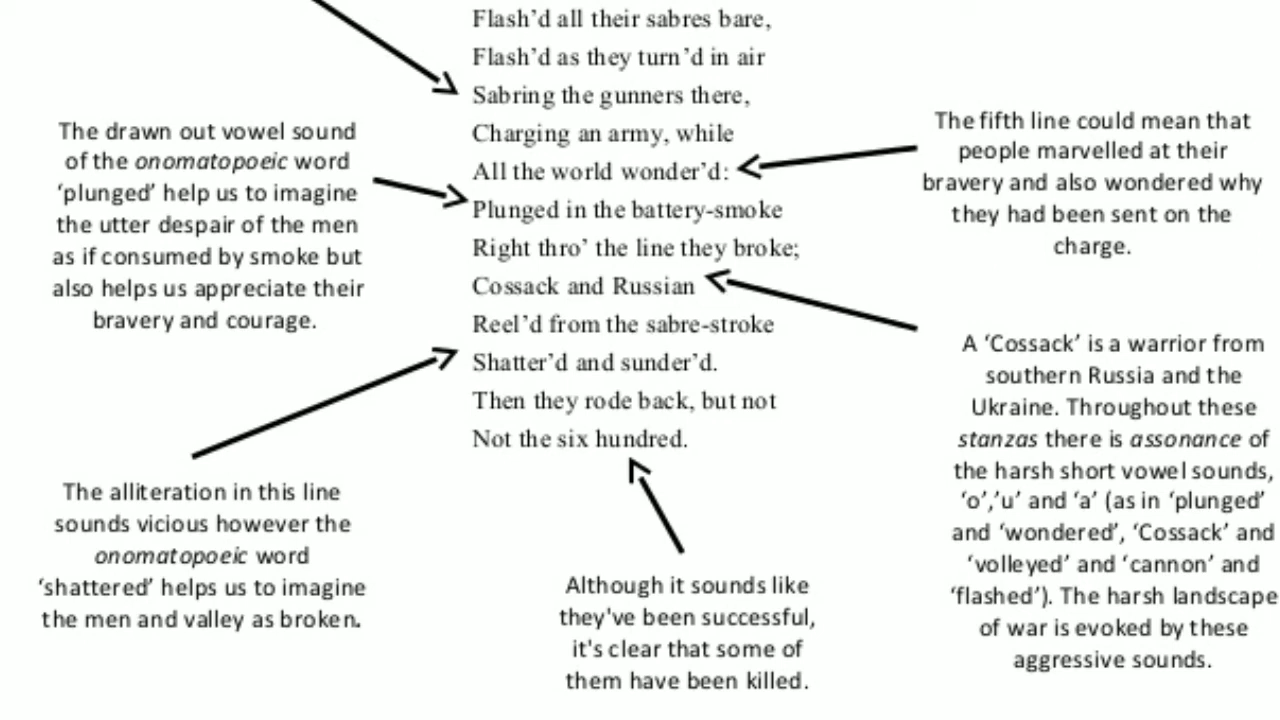 Flash’d all their sabres bare,
Flash’d as they turn’d in air
Sabring the gunners there,
Charging an army, while
All the world wonder’d:
Plunged in the battery-smoke
Right thro’ the line they broke;
Cossack and Russian
Reel’d from the sabre-stroke
Shatter’d and sunder’d.
Then they rode back, but not
Not the six hundred.
The drawn out vowel sound
of the onomatopoeic word
‘plunged’ help us to imagine
the utter despair of the men
as if consumed by smoke but
also helps us appreciate their
bravery and courage.
The alliteration in this line
sounds vicious however the
onomatopoeic word
‘shattered’ helps us to imagine
the men and valley as broken.
Although it sounds like
they've been successful,
it's clear that some of
them have been killed.
The fifth line could mean that
people marvelled at their
bravery and also wondered why
they had been sent on the
charge.
A ‘Cossack’ is a warrior from
southern Russia and the
Ukraine. Throughout these
stanzas there is assonance of
the harsh short vowel sounds,
‘o’,’u’ and ‘a’ (as in ‘plunged’
and ‘wondered’, ‘Cossack’ and
‘volleyed’ and ‘cannon’ and
‘flashed’). The harsh landscape
of war is evoked by these
aggressive sounds.